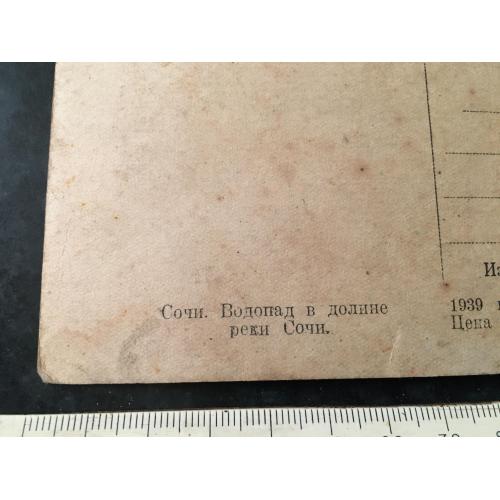 Сочи. Водопад в долине
реки Сочи.
1939
Цена